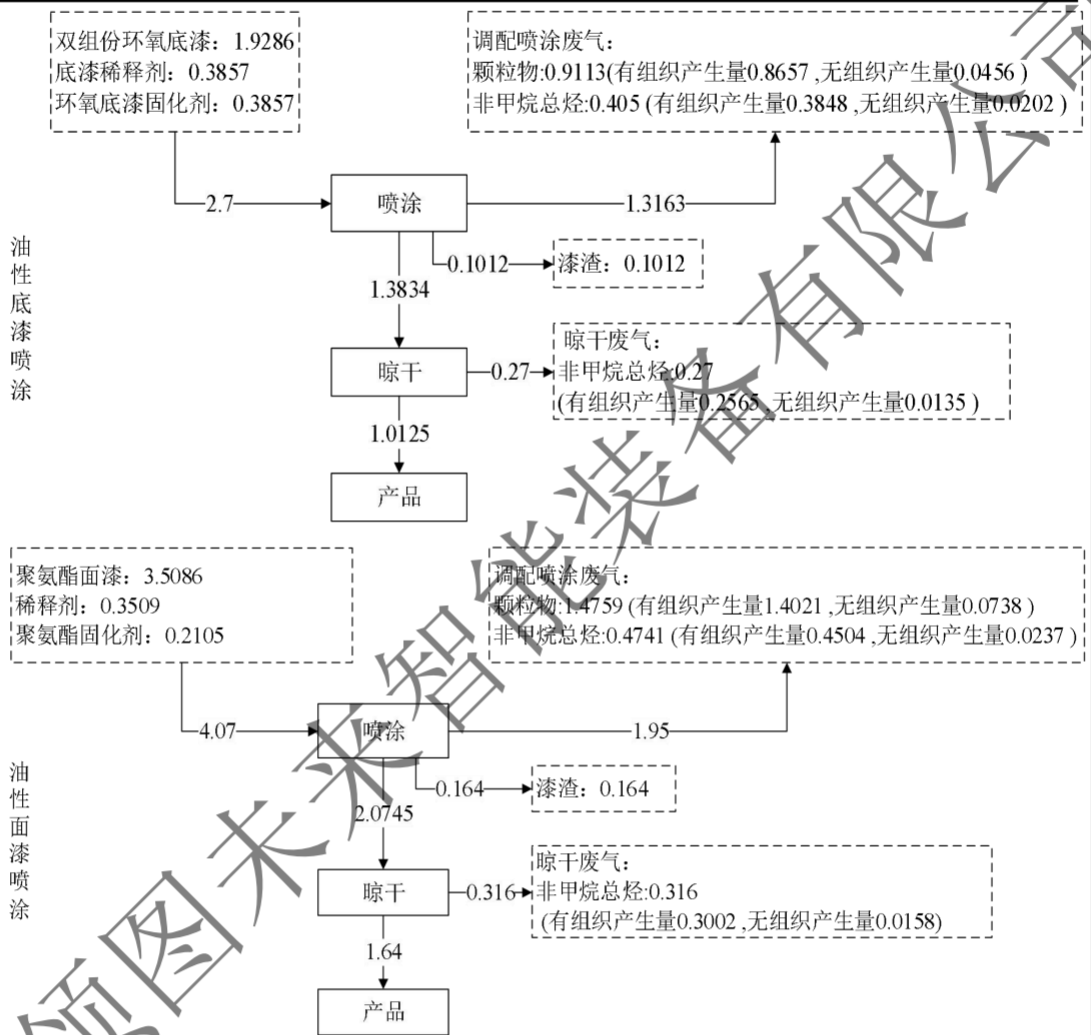 双组份环氧底漆：1.9286
底漆稀释剂：0.3857
环氧底漆固化剂：0.3857
调配喷涂废气：
颗粒物:0.9113(有组织产生量0.8657 ,无组织产生量0.0456 )
非甲烷总烃:0.405 (有组织产生量0.3848 ,无组织产生量0.0202 )
2.7
喷涂
1.3163
油性底漆喷涂
0.1012
漆渣：0.1012
1.3834
晾干
0.27
晾干废气：
非甲烷总烃:0.27
(有组织产生量0.2565 ,无组织产生量0.0135 )
1.0125
产品
聚氨酯面漆：3.5086
稀释剂：0.3509
聚氨酯固化剂：0.2105
调配喷涂废气：
颗粒物:1.4759 (有组织产生量1.4021 ,无组织产生量0.0738 )
非甲烷总烃:0.4741 (有组织产生量0.4504 ,无组织产生量0.0237 )
4.07
喷涂
1.95
油性面漆喷涂
0.164
漆渣：0.164
2.0745
晾干
0.316
晾干废气：
非甲烷总烃:0.316
(有组织产生量0.3002 ,无组织产生量0.0158)
1.64
产品
领图未来智能装备有限公司